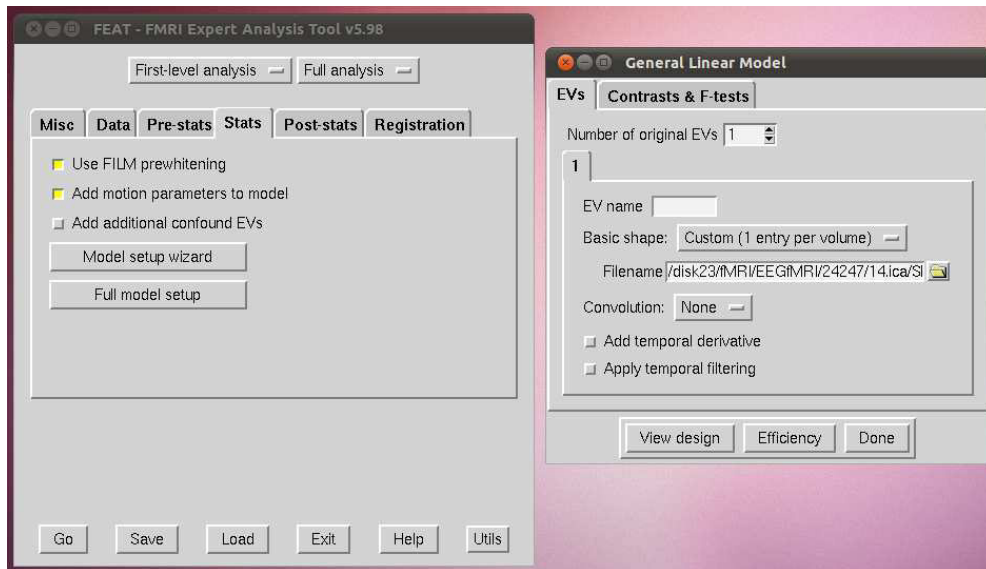 FEAT - FMRI Expert Analysis Tool v5.98
First-level analysis
Full analysis
Misc
Data
Pre-stats
Stats
Post-stats
Registration
Use FILM prewhitening
Add motion parameters to model
Add additional confound EVs
Model setup wizard
Full model setup
Go
Save
Load
Exit
Help
Utils
General Linear Model
EVs
Contrasts & F-tests
Number of original EVs 1
1
EV name
Basic shape: Custom (1 entry per volume)
Filename /disk23/fMRI/EEGfMRI/24247/14.ica/SI
Convolution: None
Add temporal derivative
Apply temporal filtering
View design
Efficiency
Done